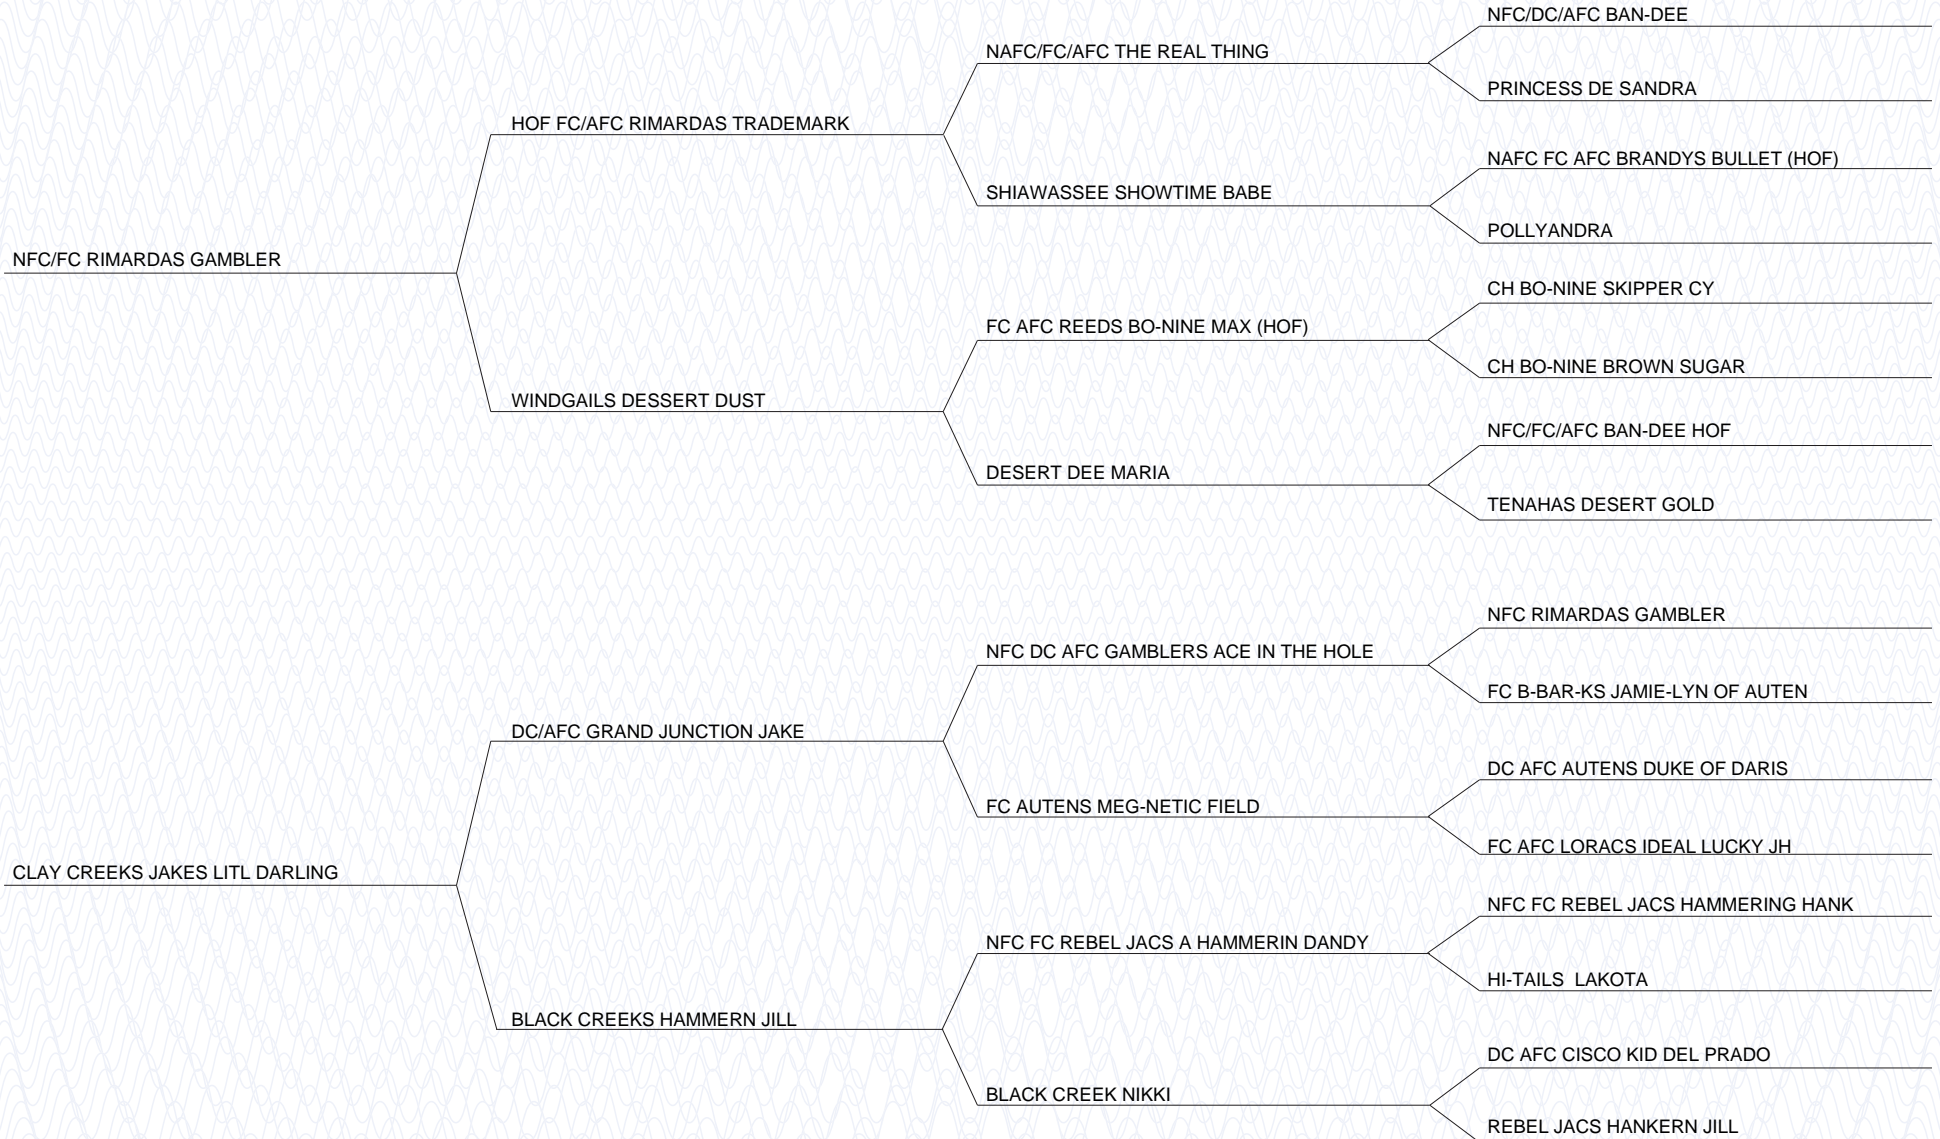 NFC/DC/AFC BAN-DEE
NAFC/FC/AFC THE REAL THING
PRINCESS DE SANDRA
HOF FC/AFC RIMARDAS TRADEMARK
NAFC FC AFC BRANDYS BULLET (HOF)
SHIAWASSEE SHOWTIME BABE
POLLYANDRA
NFC/FC RIMARDAS GAMBLER
CH BO-NINE SKIPPER CY
FC AFC REEDS BO-NINE MAX (HOF)
CH BO-NINE BROWN SUGAR
WINDGAILS DESSERT DUST
NFC/FC/AFC BAN-DEE HOF
DESERT DEE MARIA
TENAHAS DESERT GOLD
NFC RIMARDAS GAMBLER
NFC DC AFC GAMBLERS ACE IN THE HOLE
FC B-BAR-KS JAMIE-LYN OF AUTEN
DC/AFC GRAND JUNCTION JAKE
DC AFC AUTENS DUKE OF DARIS
FC AUTENS MEG-NETIC FIELD
FC AFC LORACS IDEAL LUCKY JH
CLAY CREEKS JAKES LITL DARLING
NFC FC REBEL JACS HAMMERING HANK
NFC FC REBEL JACS A HAMMERIN DANDY
HI-TAILS  LAKOTA
BLACK CREEKS HAMMERN JILL
DC AFC CISCO KID DEL PRADO
BLACK CREEK NIKKI
REBEL JACS HANKERN JILL